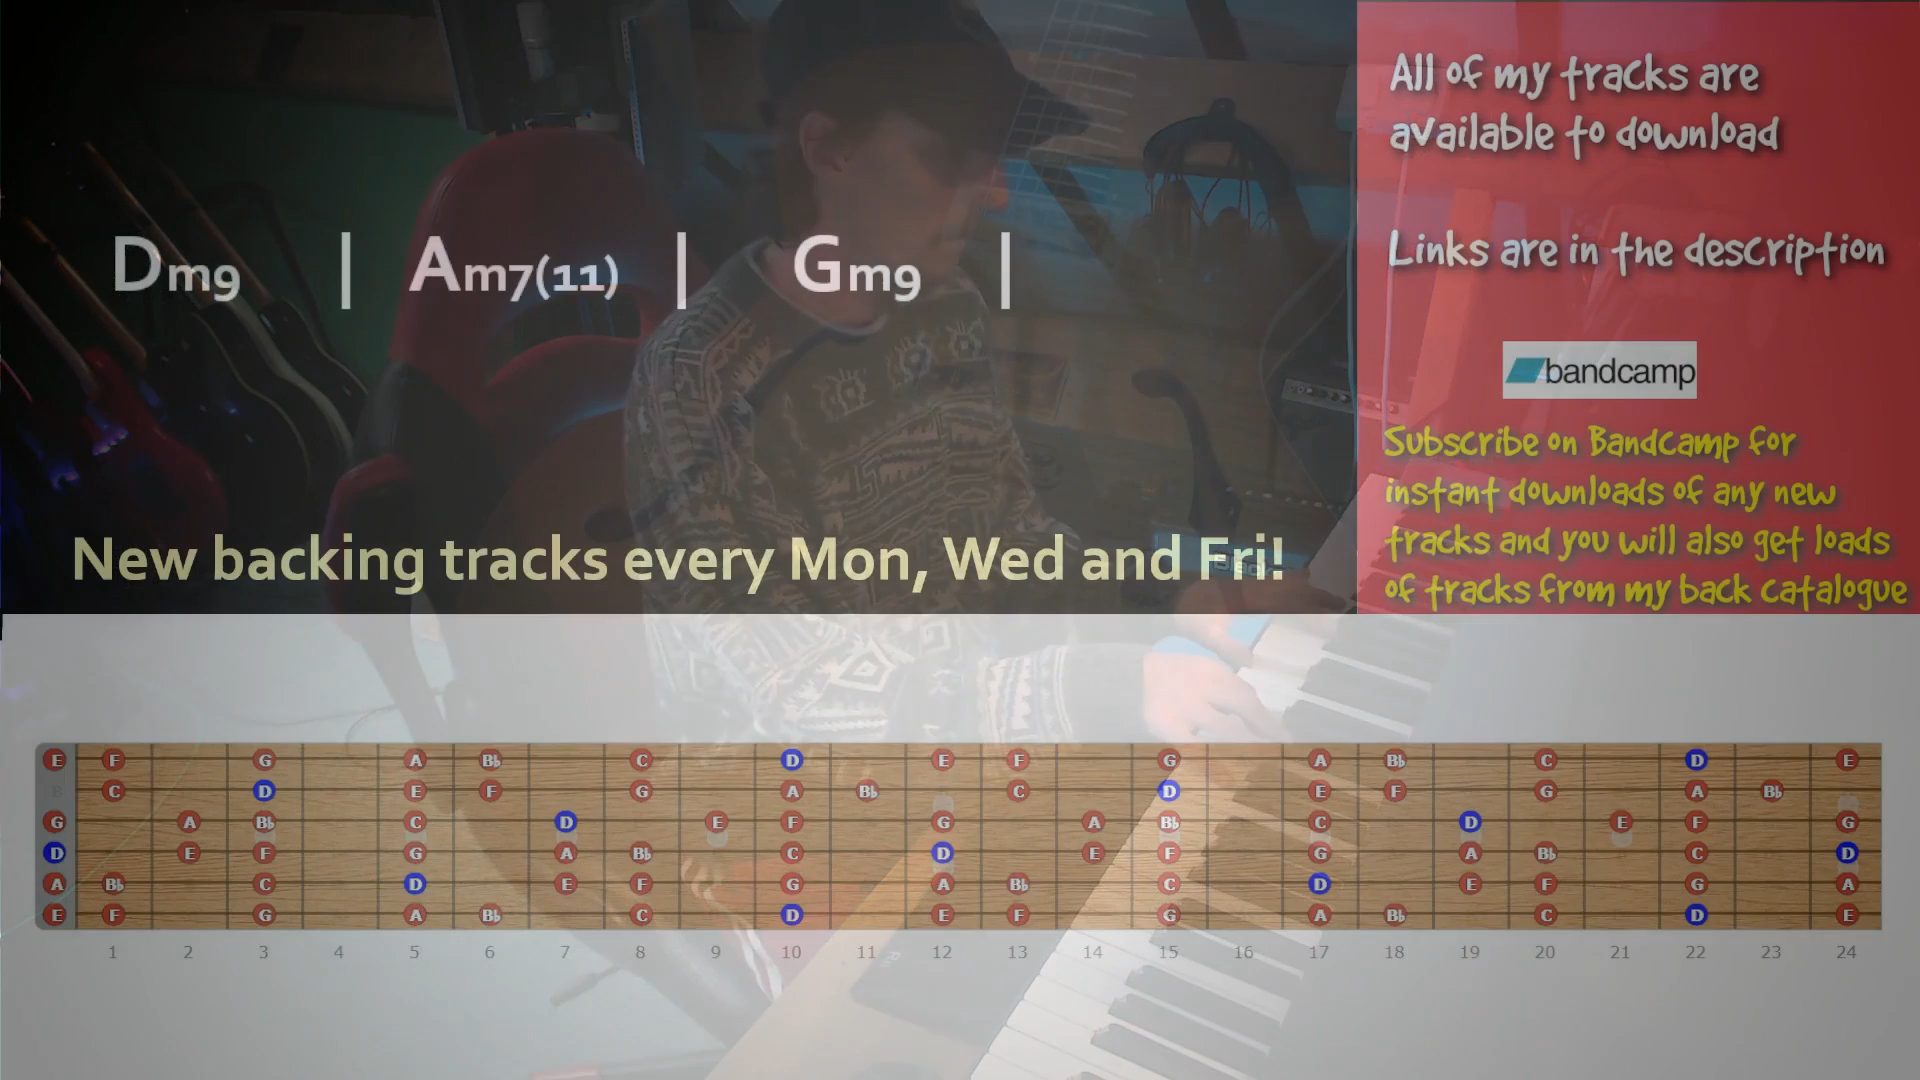 Dm9 | Am7(11) | Gm9 |
New backing tracks every Mon, Wed and Fri!
All of my tracks are
available to download
Links are in the description
bandcamp
Subscribe on Bandcamp for
instant downloads of any new
tracks and you will also get loads
of tracks from my back catalogue
E F G A B♭ C D E F G A B♭ C D E
B C D E F G A B♭ C D E F G A B♭
G A B♭ C D E F G A B♭ C D E F G
D E F G A B♭ C D E F G A B♭ C D
A B♭ C D E F G A B♭ C D E F G A
E F G A B♭ C D E F G A B♭ C D E
1 2 3 4 5 6 7 8 9 10 11 12 13 14 15 16 17 18 19 20 21 22 23 24